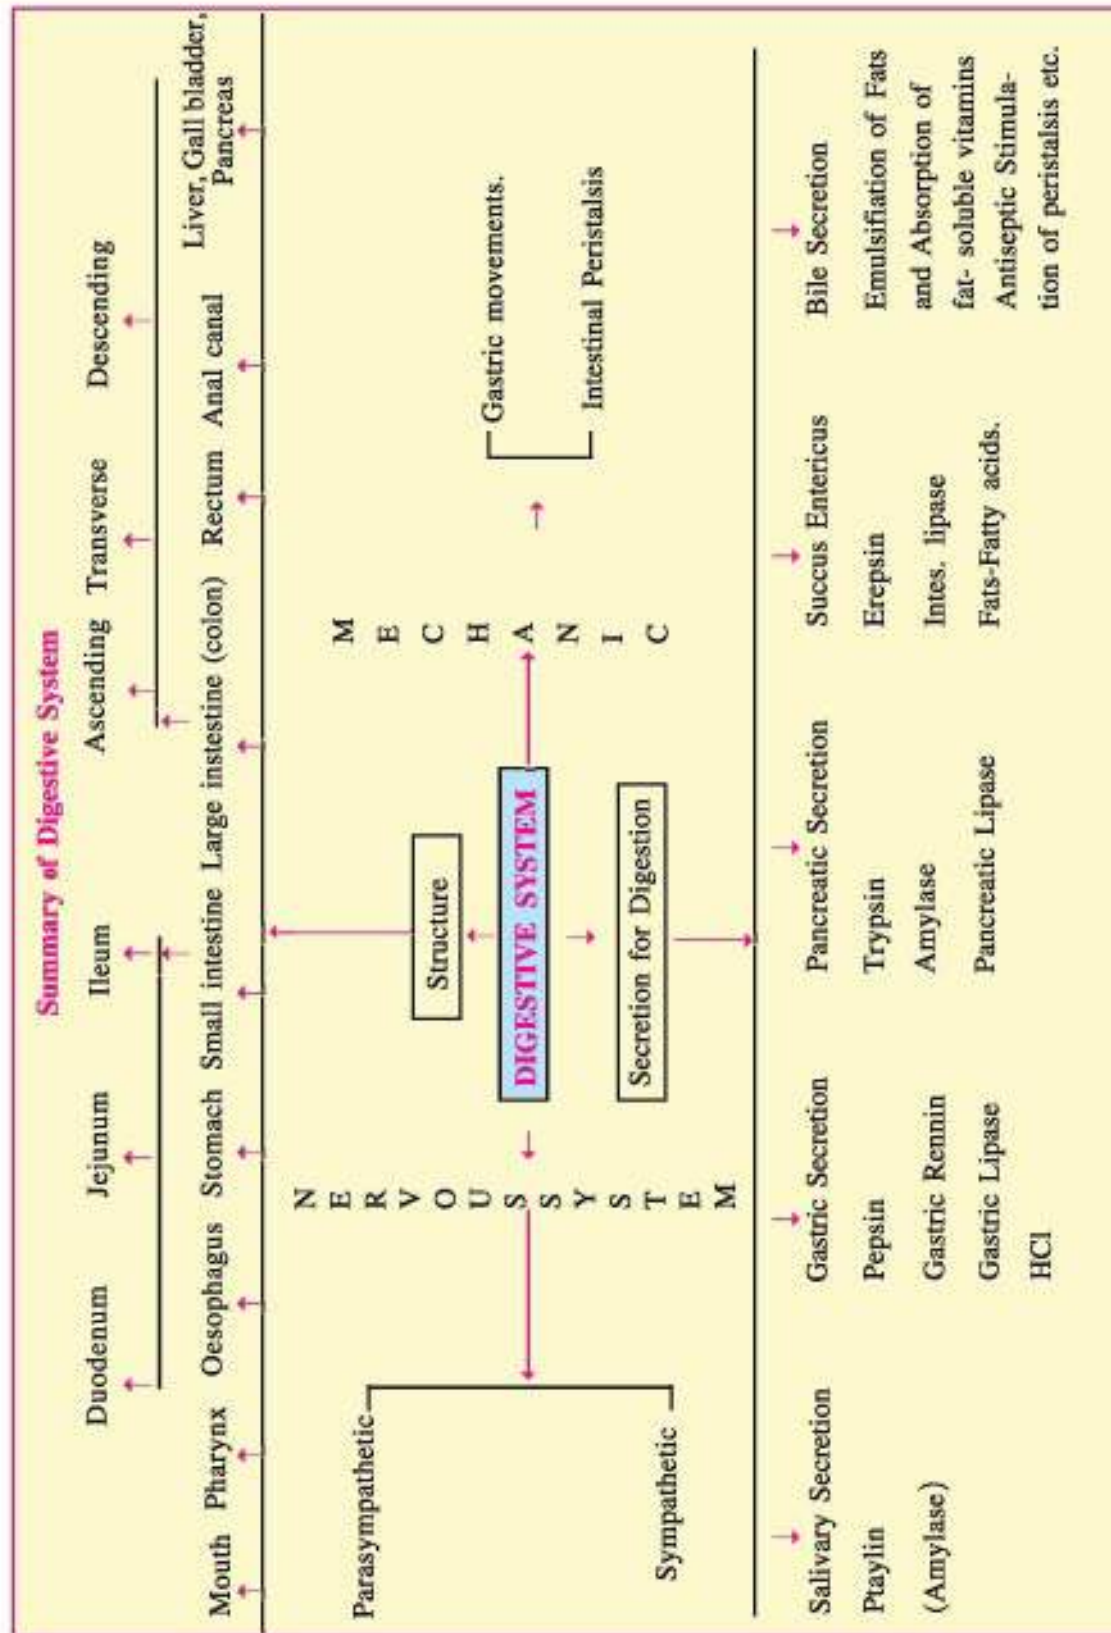 Summary of Digestive System
Duodenum Jejunum Ileum Ascending Transverse Descending
Mouth Pharynx Oesophagus Stomach Small intestine Large instestine (colon) Rectum Anal canal Liver, Gall bladder,
Pancreas
Structure
DIGESTIVE SYSTEM
Secretion for Digestion
NERVOUS SYSTEM
Parasympathetic
Sympathetic
MECHANIC
Gastric movements.
Intestinal Peristalsis
Salivary Secretion
Ptaylin
(Amylase)
Gastric Secretion
Pepsin
Gastric Rennin
Gastric Lipase
HCl
Pancreatic Secretion
Trypsin
Amylase
Pancreatic Lipase
Succus Entericus
Erepsin
Intes. lipase
Fats-Fatty acids.
Bile Secretion
Emulsifiation of Fats
and Absorption of
fat- soluble vitamins
Antiseptic Stimula-
tion of peristalsis etc.